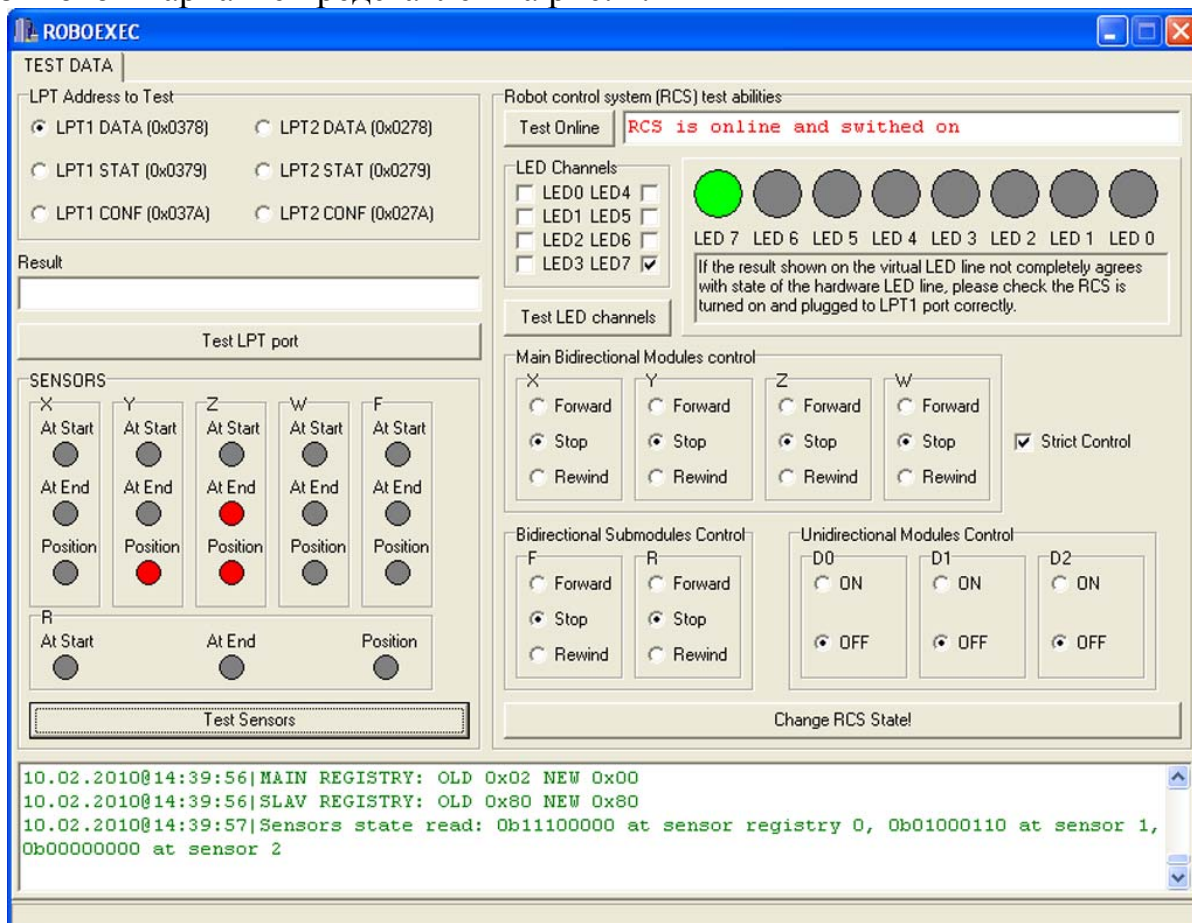 ROBOEXEC
TEST DATA
LPT Address to Test
LPT1 DATA (0x0378) LPT2 DATA (0x0278)
LPT1 STAT (0x0379) LPT2 STAT (0x0279)
LPT1 CONF (0x037A) LPT2 CONF (0x027A)
Result
Test LPT port
SENSORS
X Y Z W F
At Start At Start At Start At Start At Start
At End At End At End At End At End
Position Position Position Position Position
R
At Start At End Position
Test Sensors
Robot control system (RCS) test abilities
Test Online RCS is online and swithed on
LED Channels
LED0 LED4
LED1 LED5
LED2 LED6
LED3 LED7
Test LED channels
LED 7 LED 6 LED 5 LED 4 LED 3 LED 2 LED 1 LED 0
If the result shown on the virtual LED line not completely agrees
with state of the hardware LED line, please check the RCS is
turned on and plugged to LPT1 port correctly.
Main Bidirectional Modules control
X Y Z W
Forward Forward Forward Forward
Stop Stop Stop Stop
Rewind Rewind Rewind Rewind
Strict Control
Bidirectional Submodules Control
F R
Forward Forward
Stop Stop
Rewind Rewind
Unidirectional Modules Control
D0 D1 D2
ON ON ON
OFF OFF OFF
Change RCS State!
10.02.2010@14:39:56|MAIN REGISTRY: OLD 0x02 NEW 0x00
10.02.2010@14:39:56|SLAV REGISTRY: OLD 0x80 NEW 0x80
10.02.2010@14:39:57|Sensors state read: 0b11100000 at sensor registry 0, 0b01000110 at sensor 1,
0b00000000 at sensor 2